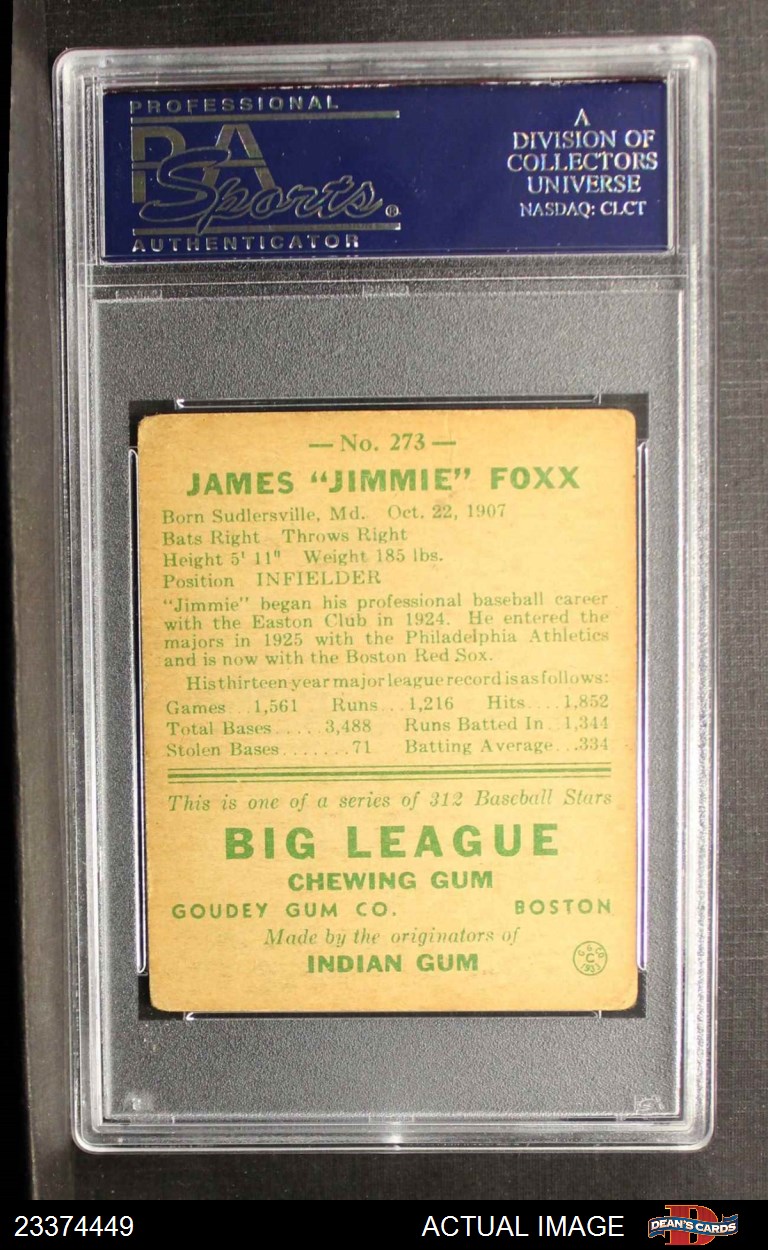 PROFESSIONAL
PSA
Sports®
AUTHENTICATOR
A
DIVISION OF
COLLECTORS
UNIVERSE
NASDAQ: CLCT
— No. 273 —
JAMES "JIMMIE" FOXX
Born Sudlersville, Md. Oct. 22, 1907
Bats Right Throws Right
Height 5' 11" Weight 185 lbs.
Position INFIELDER
"Jimmie" began his professional baseball career
with the Easton Club in 1924. He entered the
majors in 1925 with the Philadelphia Athletics
and is now with the Boston Red Sox.
His thirteen year major league record is as follows:
Games . . 1,561 Runs . . . 1,216 Hits . . . . 1,852
Total Bases . . . . . 3,488 Runs Batted In . 1,344
Stolen Bases . . . . . . . 71 Batting Average . . .334
This is one of a series of 312 Baseball Stars
BIG LEAGUE
CHEWING GUM
GOUDEY GUM CO. BOSTON
Made by the originators of
INDIAN GUM
23374449
ACTUAL IMAGE
DEAN'S CARDS